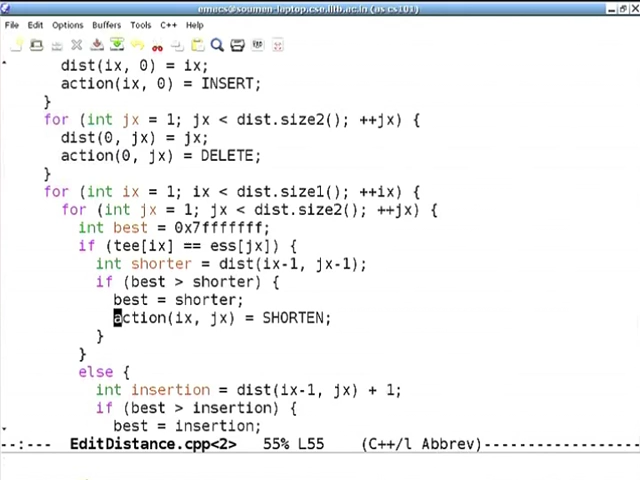 emacs@soumen-laptop.cse.iitb.ac.in (as cs101)
File Edit Options Buffers Tools C++ Help
dist(ix, 0) = ix;
action(ix, 0) = INSERT;
}
for (int jx = 1; jx < dist.size2(); ++jx) {
dist(0, jx) = jx;
action(0, jx) = DELETE;
}
for (int ix = 1; ix < dist.size1(); ++ix) {
for (int jx = 1; jx < dist.size2(); ++jx) {
int best = 0x7fffffff;
if (tee[ix] == ess[jx]) {
int shorter = dist(ix-1, jx-1);
if (best > shorter) {
best = shorter;
action(ix, jx) = SHORTEN;
}
}
else {
int insertion = dist(ix-1, jx) + 1;
if (best > insertion) {
best = insertion;
--:--- EditDistance.cpp<2> 55% L55 (C++/l Abbrev)----------------